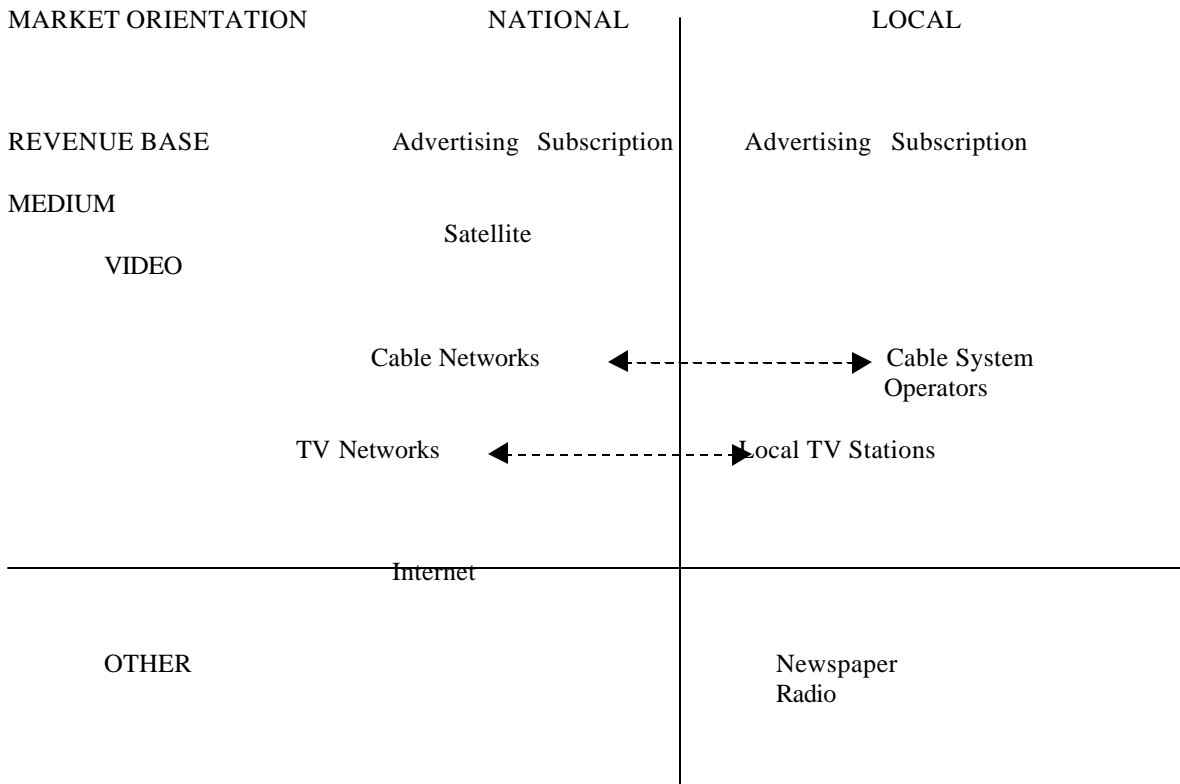 MARKET ORIENTATION NATIONAL LOCAL
REVENUE BASE Advertising Subscription Advertising Subscription
MEDIUM
Satellite
VIDEO
Cable Networks Cable System
Operators
TV Networks Local TV Stations
Internet
OTHER Newspaper
Radio